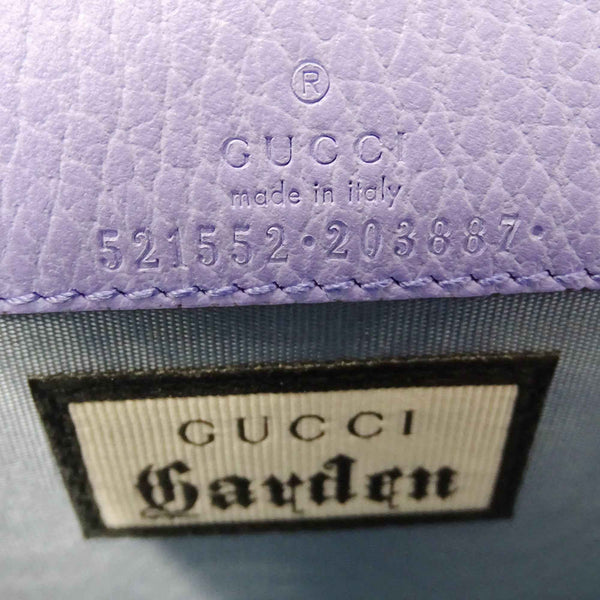 ®
GUCCI
made in italy
521552·203887·
GUCCI
Garden